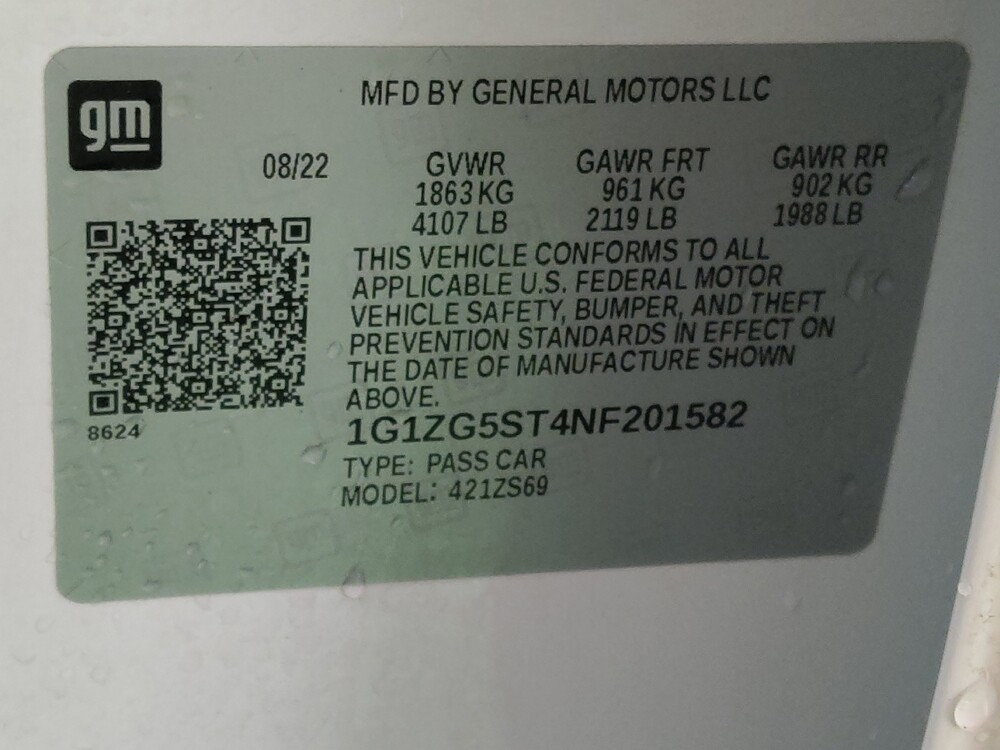 gm
MFD BY GENERAL MOTORS LLC
08/22 GVWR GAWR FRT GAWR RR
1863 KG 961 KG 902 KG
4107 LB 2119 LB 1988 LB
THIS VEHICLE CONFORMS TO ALL
APPLICABLE U.S. FEDERAL MOTOR
VEHICLE SAFETY, BUMPER, AND THEFT
PREVENTION STANDARDS IN EFFECT ON
THE DATE OF MANUFACTURE SHOWN
ABOVE.
8624
1G1ZG5ST4NF201582
TYPE: PASS CAR
MODEL: 421ZS69